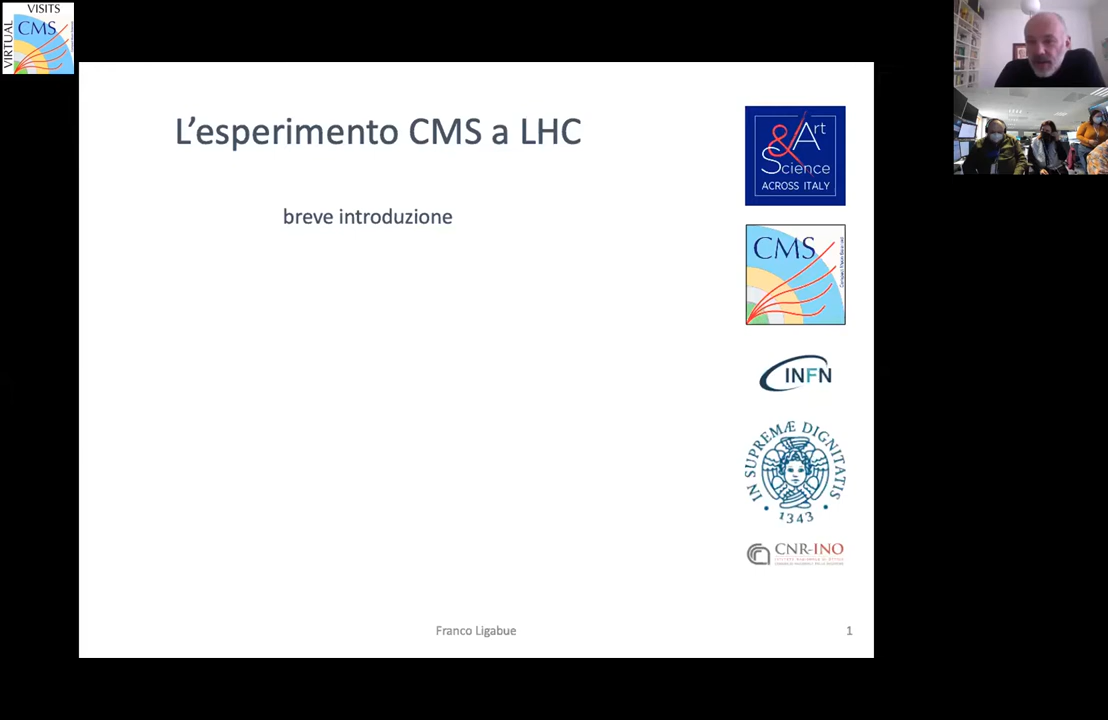 VISITS
VIRTUAL
CMS
L'esperimento CMS a LHC
breve introduzione
Art
&
Science
ACROSS ITALY
CMS
INFN
IN SUPREMÆ DIGNITATIS
1343
CNR-INO
Franco Ligabue
1